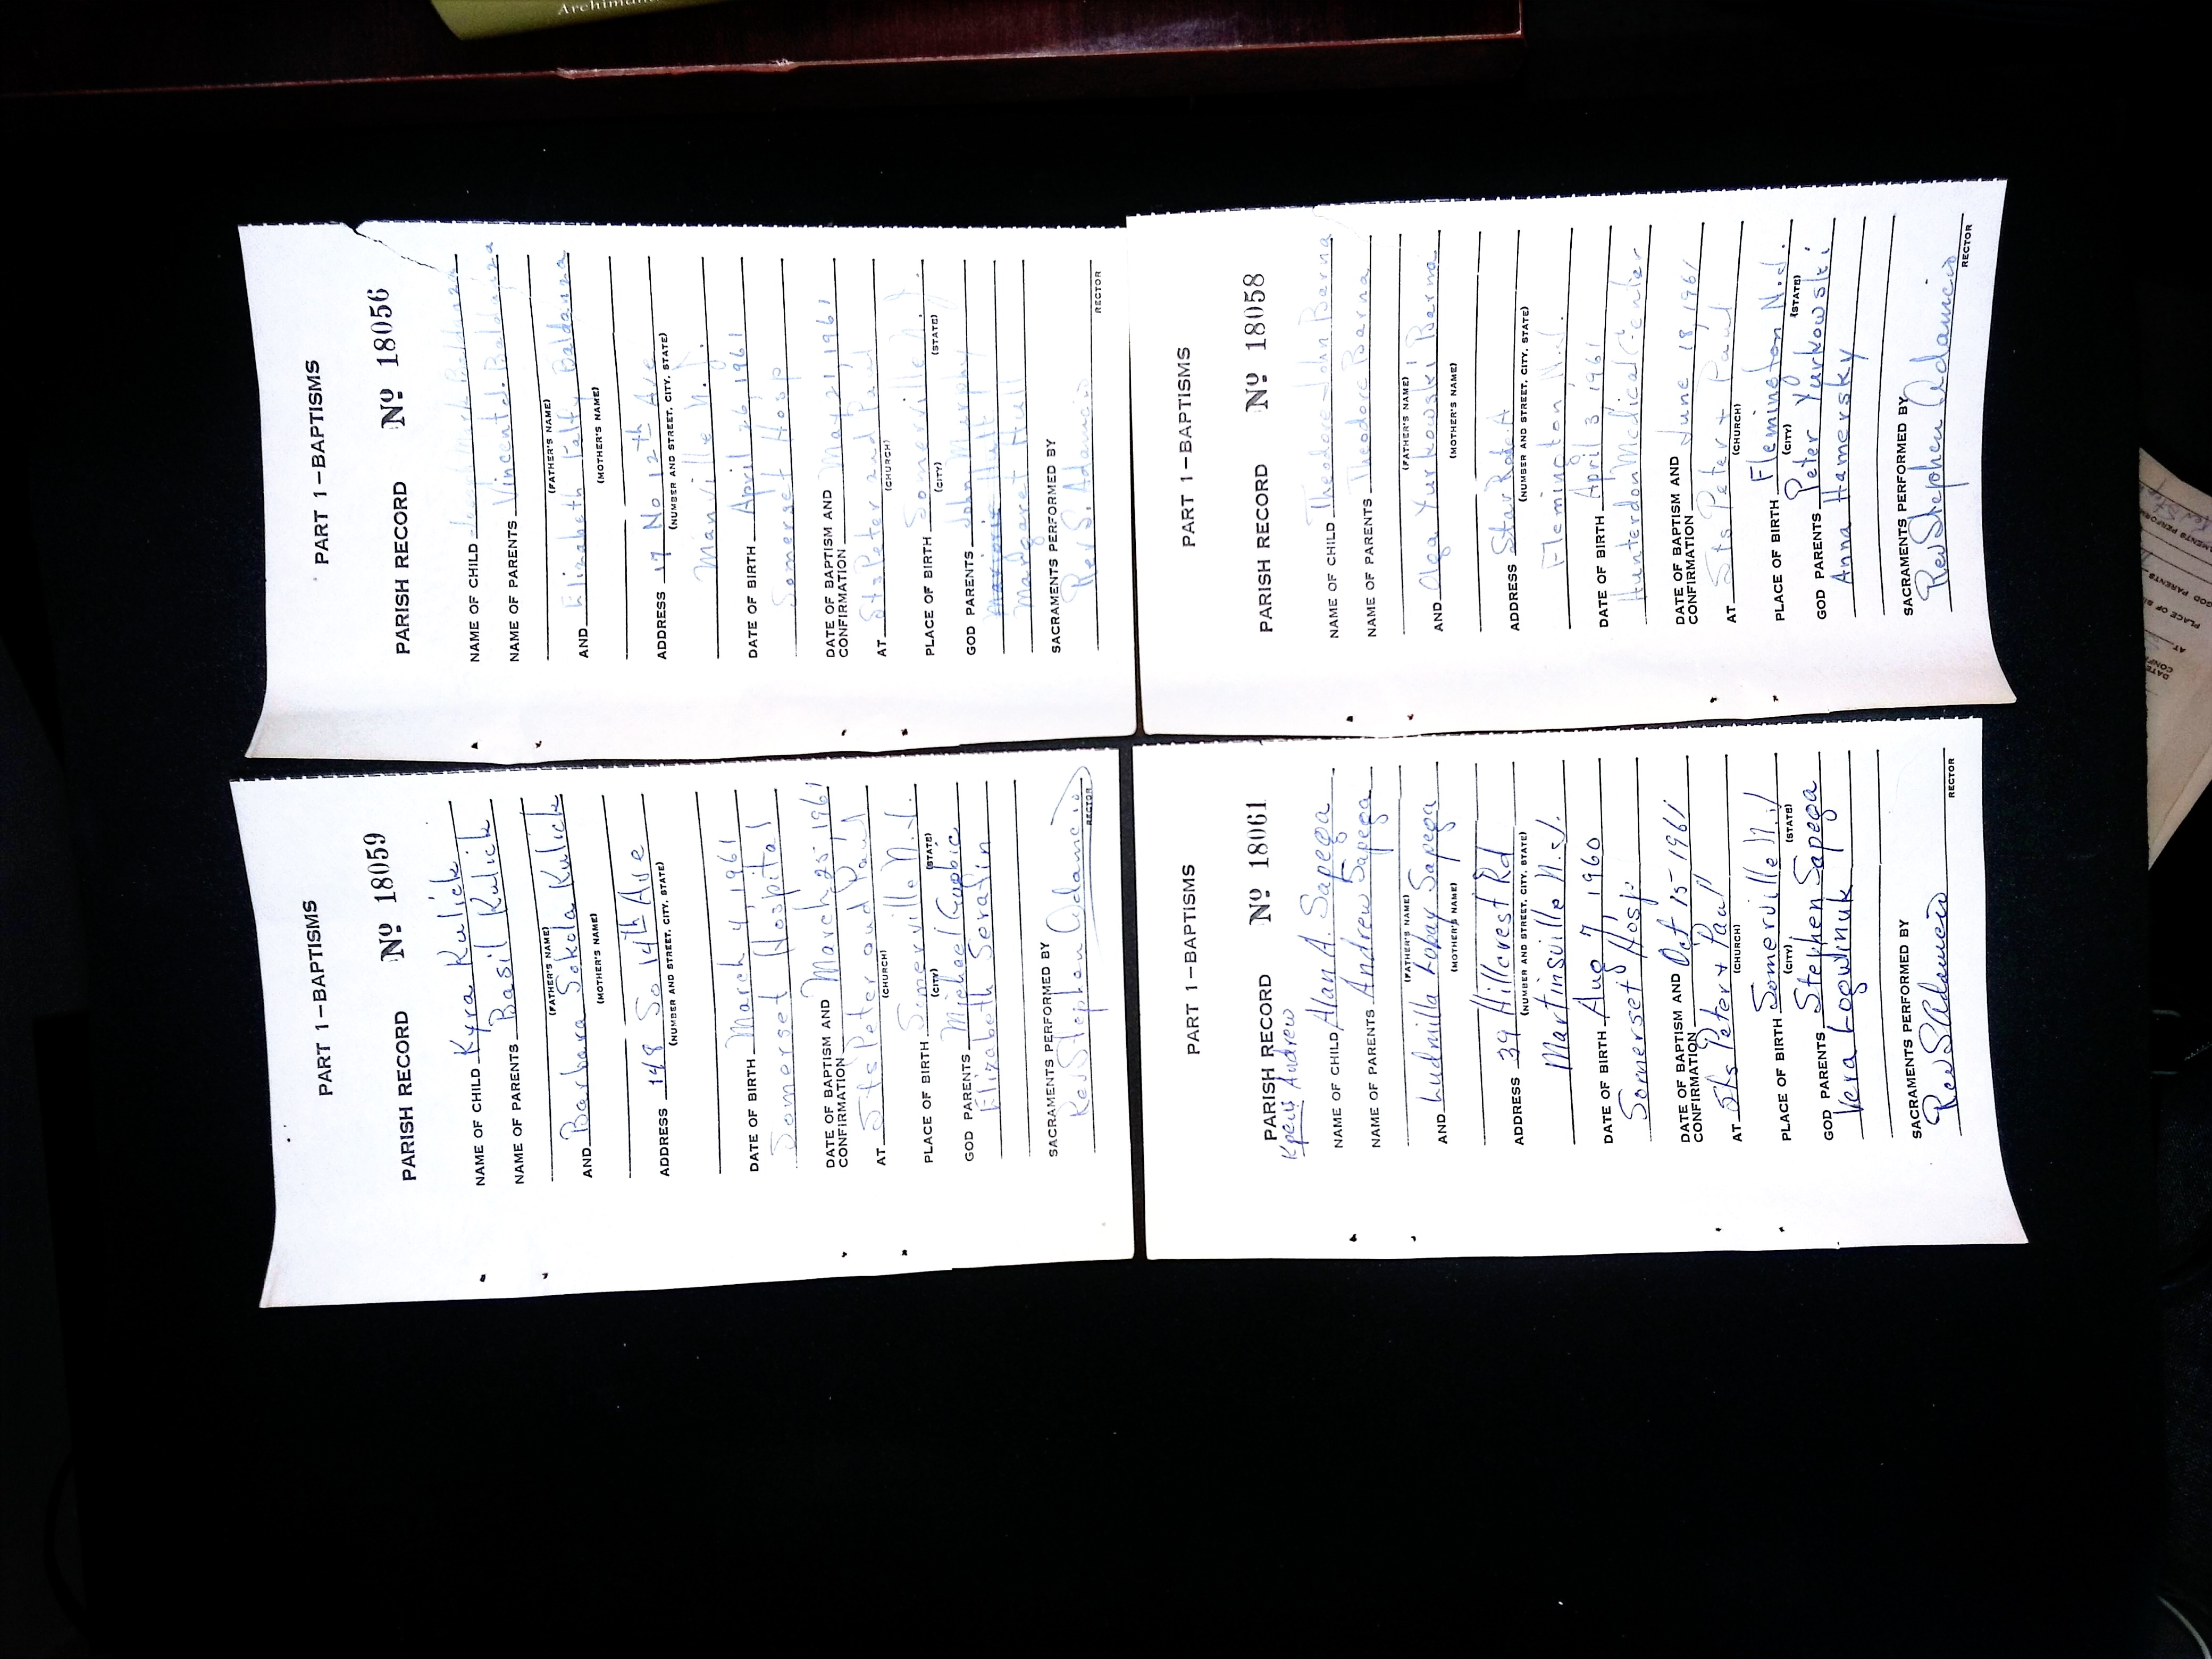 PART 1—BAPTISMS
PARISH RECORD Nº 18059
NAME OF CHILD Kyra Kulick
NAME OF PARENTS Basil Kulick
(FATHER'S NAME)
AND Barbara Sokola Kulick
(MOTHER'S NAME)
ADDRESS 148 So 14th Ave
(NUMBER AND STREET, CITY, STATE)
DATE OF BIRTH March 4, 1961
Somerset Hospital
DATE OF BAPTISM AND
CONFIRMATION March 25, 1961
AT Sts Peter and Paul
(CHURCH)
PLACE OF BIRTH Somerville N.J.
(CITY) (STATE)
GOD PARENTS Michael
Elizabeth Serafin
SACRAMENTS PERFORMED BY
Rev Stephen Adamcio
RECTOR
PART 1—BAPTISMS
PARISH RECORD Nº 18056
NAME OF CHILD Joseph Mark Baldanza
NAME OF PARENTS Vincent J. Baldanza
(FATHER'S NAME)
AND Elizabeth Falty Baldanza
(MOTHER'S NAME)
ADDRESS 17 No 12th Ave
(NUMBER AND STREET, CITY, STATE)
Manville N.J.
DATE OF BIRTH April 26, 1961
Somerset Hosp
DATE OF BAPTISM AND
CONFIRMATION May 21, 1961
AT Sts Peter and Paul
(CHURCH)
PLACE OF BIRTH Somerville N.J.
(CITY) (STATE)
GOD PARENTS John Murphy
Marjorie Hull
Margaret Hull
SACRAMENTS PERFORMED BY
Rev S. Adamcio
RECTOR
PART 1—BAPTISMS
PARISH RECORD Nº 18061
Andrew
NAME OF CHILD Alan A. Sapega
NAME OF PARENTS Andrew Sapega
(FATHER'S NAME)
AND Ludmilla Lobay Sapega
(MOTHER'S NAME)
ADDRESS 39 Hillcrest Rd
(NUMBER AND STREET, CITY, STATE)
Martinsville N.J.
DATE OF BIRTH Aug 7, 1960
Somerset Hosp
DATE OF BAPTISM AND
CONFIRMATION Oct 15 1961
AT Sts Peter + Paul
(CHURCH)
PLACE OF BIRTH Somerville N.J
(CITY) (STATE)
GOD PARENTS Stephen Sapega
Vera Logwinuk
SACRAMENTS PERFORMED BY
Rev S Adamcio
RECTOR
PART 1—BAPTISMS
PARISH RECORD Nº 18058
NAME OF CHILD Theodore John Barna
NAME OF PARENTS Theodore Barna
(FATHER'S NAME)
AND Olga Yurkowski Barna
(MOTHER'S NAME)
ADDRESS Star Rote A
(NUMBER AND STREET, CITY, STATE)
Flemington N.J.
DATE OF BIRTH April 3, 1961
Hunterdon Medical Center
DATE OF BAPTISM AND
CONFIRMATION June 18, 1961
AT Sts Peter + Paul
(CHURCH)
PLACE OF BIRTH Flemington N.J.
(CITY) (STATE)
GOD PARENTS Peter Yurkowski
Anna Hamersky
SACRAMENTS PERFORMED BY
Rev Stephen Adamcio
RECTOR
PLACE OF
GOD PARENTS